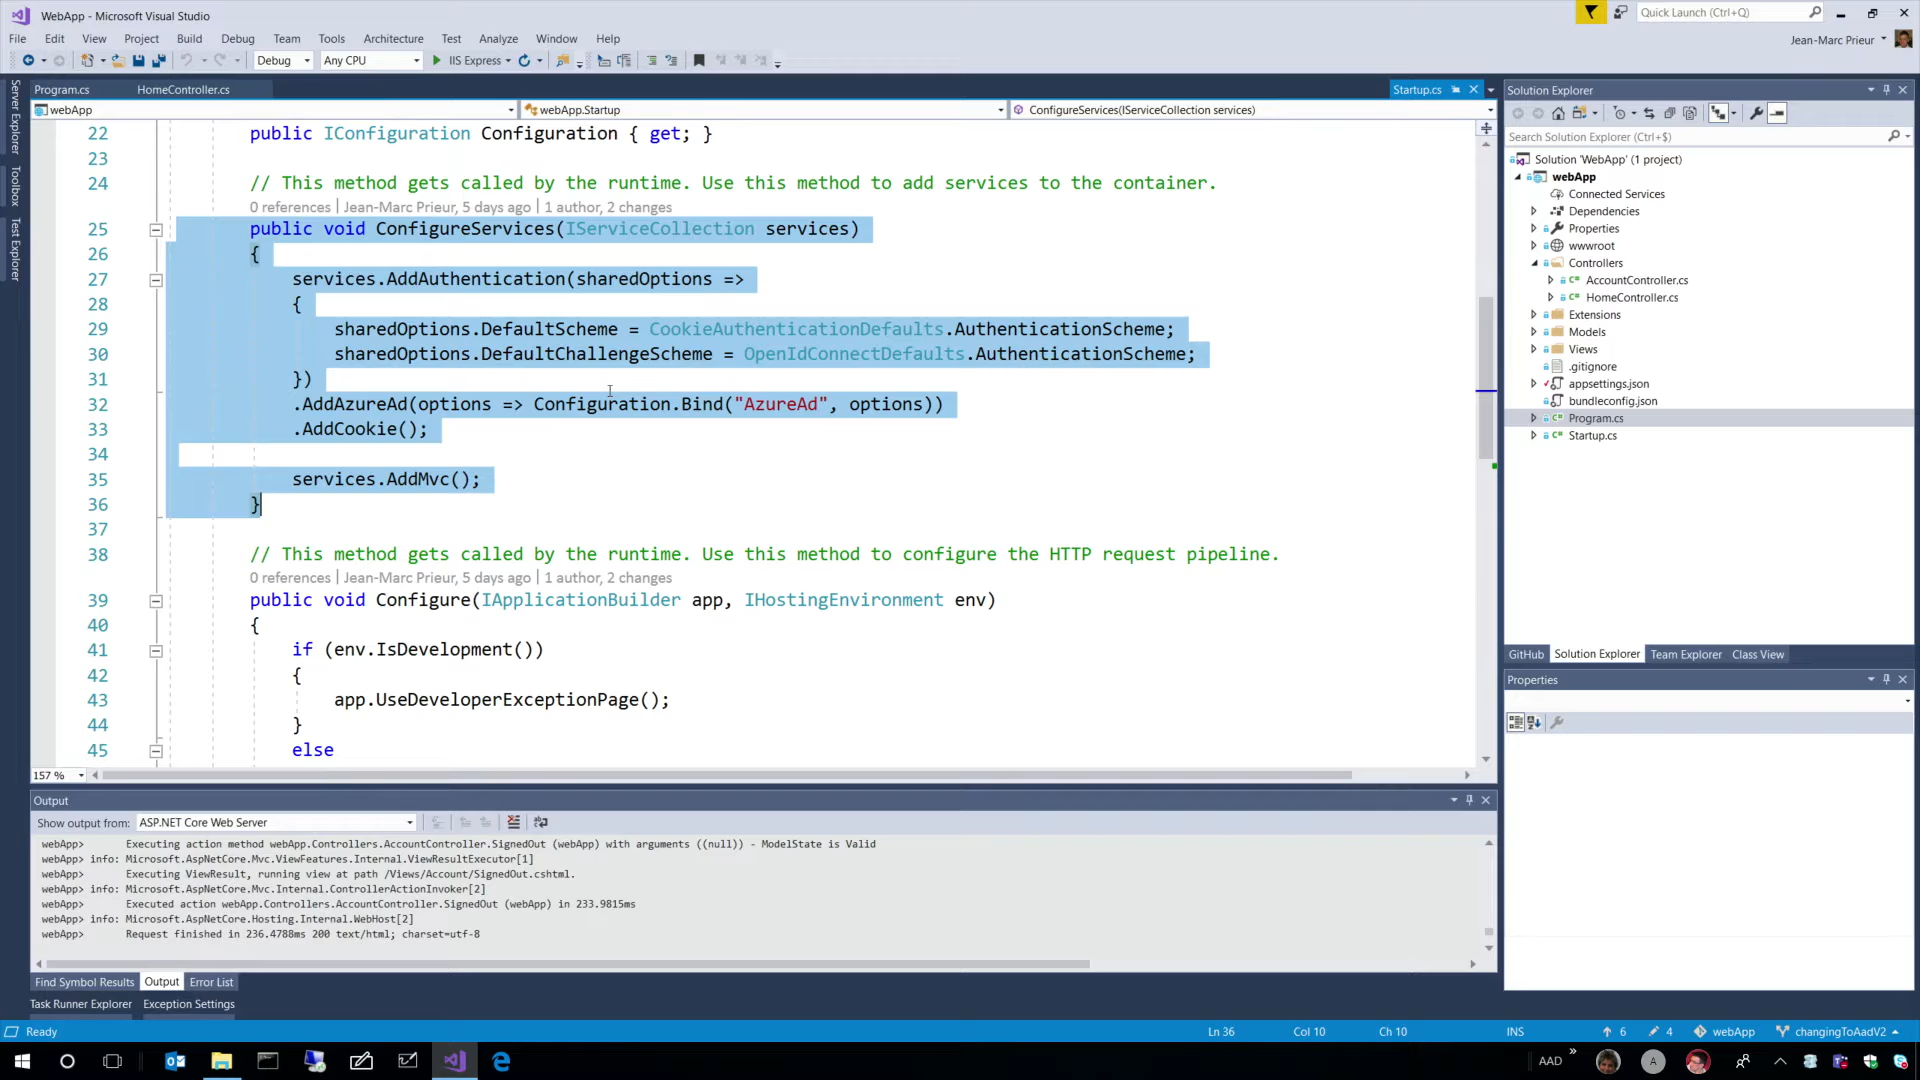 WebApp - Microsoft Visual Studio
Quick Launch (Ctrl+Q)
File Edit View Project Build Debug Team Tools Architecture Test Analyze Window Help
Jean-Marc Prieur
Debug Any CPU IIS Express
Server Explorer
Toolbox
Test Explorer
Program.cs HomeController.cs Startup.cs
webApp webApp.Startup ConfigureServices(IServiceCollection services)
22 public IConfiguration Configuration { get; }
23
24 // This method gets called by the runtime. Use this method to add services to the container.
0 references | Jean-Marc Prieur, 5 days ago | 1 author, 2 changes
25 public void ConfigureServices(IServiceCollection services)
26 {
27 services.AddAuthentication(sharedOptions =>
28 {
29 sharedOptions.DefaultScheme = CookieAuthenticationDefaults.AuthenticationScheme;
30 sharedOptions.DefaultChallengeScheme = OpenIdConnectDefaults.AuthenticationScheme;
31 })
32 .AddAzureAd(options => Configuration.Bind("AzureAd", options))
33 .AddCookie();
34
35 services.AddMvc();
36 }
37
38 // This method gets called by the runtime. Use this method to configure the HTTP request pipeline.
0 references | Jean-Marc Prieur, 5 days ago | 1 author, 2 changes
39 public void Configure(IApplicationBuilder app, IHostingEnvironment env)
40 {
41 if (env.IsDevelopment())
42 {
43 app.UseDeveloperExceptionPage();
44 }
45 else
157 %
Output
Show output from: ASP.NET Core Web Server
webApp> Executing action method webApp.Controllers.AccountController.SignedOut (webApp) with arguments ((null)) - ModelState is Valid
webApp> info: Microsoft.AspNetCore.Mvc.ViewFeatures.Internal.ViewResultExecutor[1]
webApp> Executing ViewResult, running view at path /Views/Account/SignedOut.cshtml.
webApp> info: Microsoft.AspNetCore.Mvc.Internal.ControllerActionInvoker[2]
webApp> Executed action webApp.Controllers.AccountController.SignedOut (webApp) in 233.9815ms
webApp> info: Microsoft.AspNetCore.Hosting.Internal.WebHost[2]
webApp> Request finished in 236.4788ms 200 text/html; charset=utf-8
Find Symbol Results Output Error List
Task Runner Explorer Exception Settings
Solution Explorer
Search Solution Explorer (Ctrl+$)
Solution 'WebApp' (1 project)
webApp
Connected Services
Dependencies
Properties
wwwroot
Controllers
C# AccountController.cs
C# HomeController.cs
Extensions
Models
Views
.gitignore
appsettings.json
bundleconfig.json
C# Program.cs
C# Startup.cs
GitHub Solution Explorer Team Explorer Class View
Properties
Ready Ln 36 Col 10 Ch 10 INS 6 4 webApp changingToAadV2
AAD A